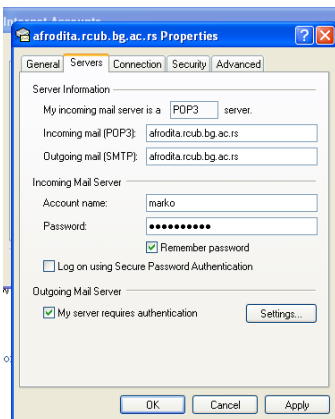 Internet Accounts
afrodita.rcub.bg.ac.rs Properties
General Servers Connection Security Advanced
Server Information
My incoming mail server is a POP3 server.
Incoming mail (POP3): afrodita.rcub.bg.ac.rs
Outgoing mail (SMTP): afrodita.rcub.bg.ac.rs
Incoming Mail Server
Account name: marko
Password: ●●●●●●●●●●
Remember password
Log on using Secure Password Authentication
Outgoing Mail Server
My server requires authentication Settings...
OK Cancel Apply